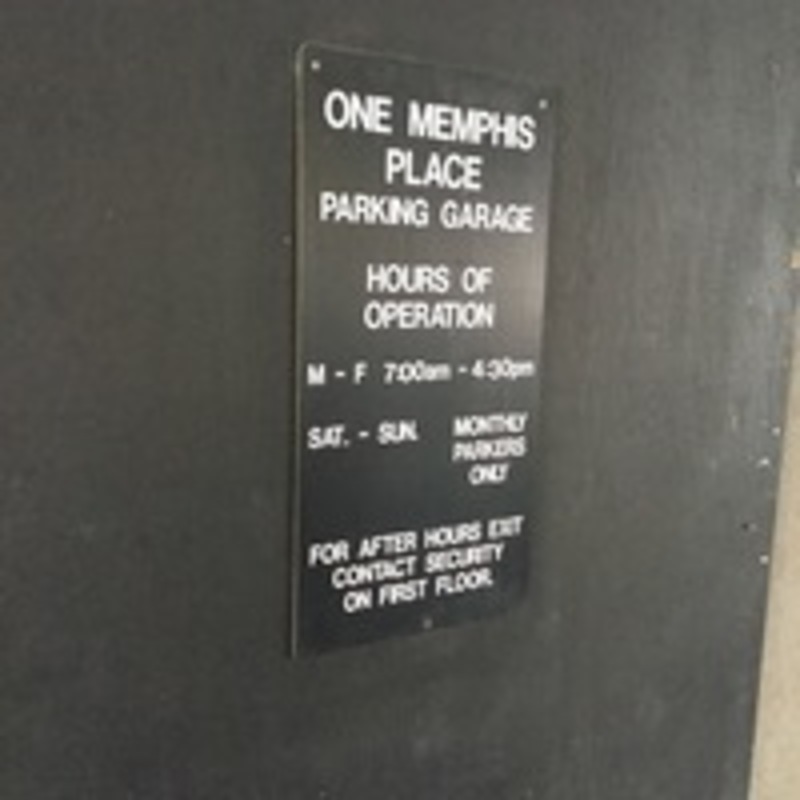 ONE MEMPHIS
PLACE
PARKING GARAGE
HOURS OF
OPERATION
M - F 7:00am - 4:30pm
SAT. - SUN. MONTHLY
PARKERS
ONLY
FOR AFTER HOURS EXIT
CONTACT SECURITY
ON FIRST FLOOR.